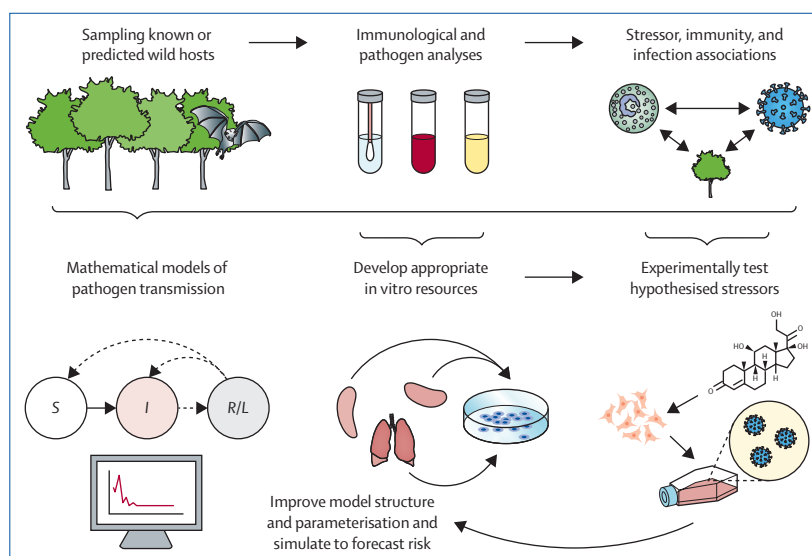 Sampling known or
predicted wild hosts
Immunological and
pathogen analyses
Stressor, immunity, and
infection associations
Mathematical models of
pathogen transmission
Develop appropriate
in vitro resources
Experimentally test
hypothesised stressors
S
I
R/L
OH
O
HO
OH
H
H
H
O
Improve model structure
and parameterisation and
simulate to forecast risk